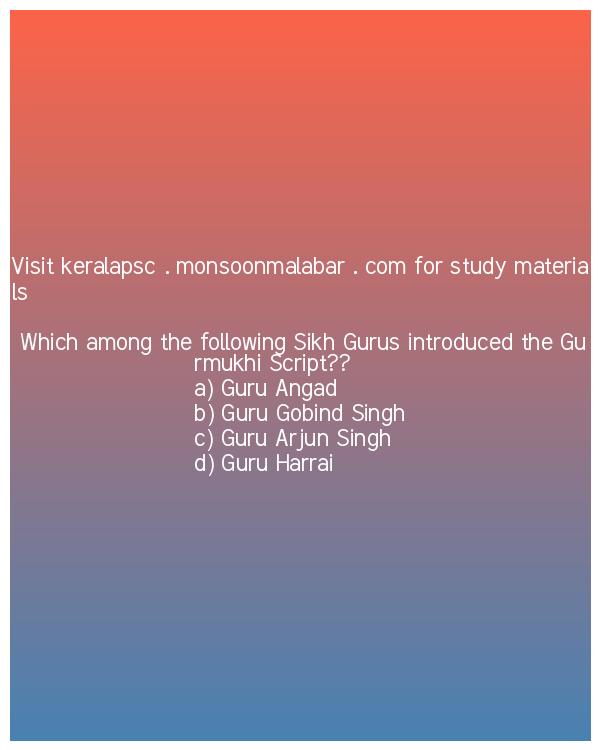 Visit keralapsc . monsoonmalabar . com for study materia
ls
Which among the following Sikh Gurus introduced the Gu
rmukhi Script??
a) Guru Angad
b) Guru Gobind Singh
c) Guru Arjun Singh
d) Guru Harrai